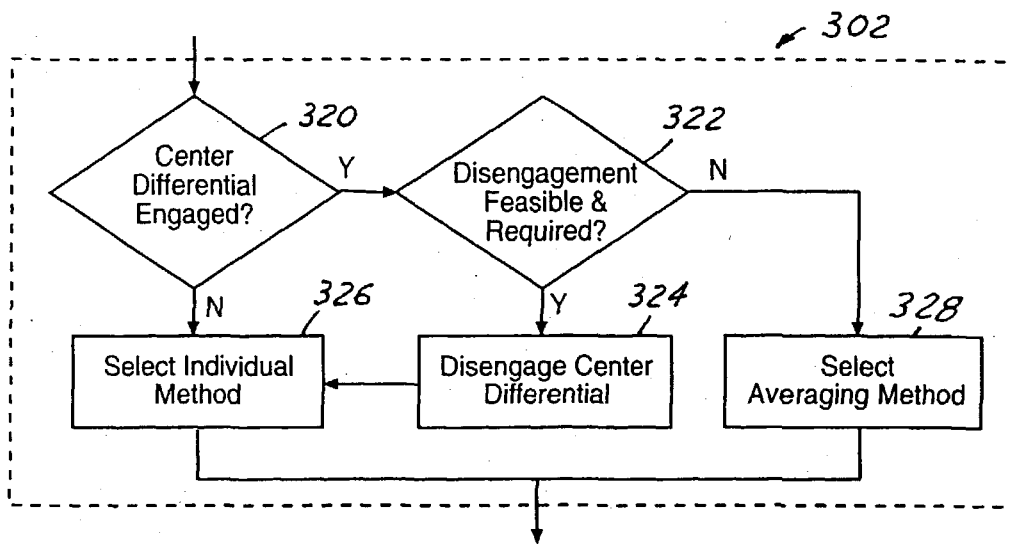 302
320
Center
Differential
Engaged?
Y
322
Disengagement
Feasible &
Required?
N
N
326
Select Individual
Method
Y
324
Disengage Center
Differential
328
Select
Averaging Method